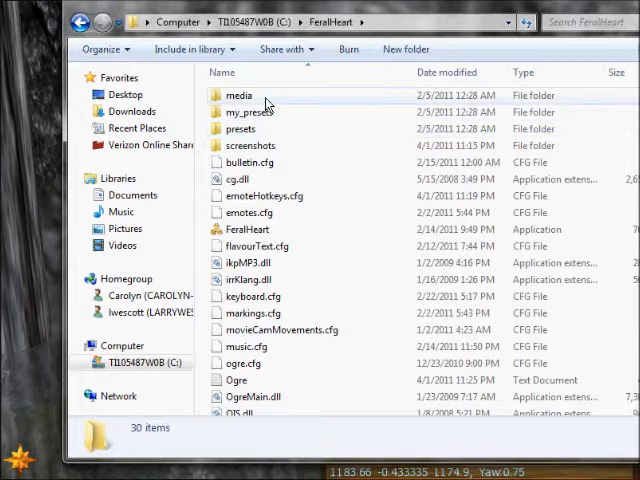 Computer ▸ TI105487W0B (C:) ▸ FeralHeart ▸
Search FeralHeart
Organize Include in library Share with Burn New folder
Name Date modified Type Size
Favorites
Desktop
Downloads
Recent Places
Verizon Online Share
Libraries
Documents
Music
Pictures
Videos
Homegroup
Carolyn (CAROLYN-
lwescott (LARRYWES
Computer
TI105487W0B (C:)
Network
media 2/5/2011 12:28 AM File folder
my_presets 2/5/2011 12:28 AM File folder
presets 2/5/2011 12:28 AM File folder
screenshots 4/1/2011 11:15 PM File folder
bulletin.cfg 2/15/2011 12:28 AM CFG File
cg.dll 5/15/2008 3:49 PM Application extens... 2,
emoteHotkeys.cfg 4/1/2011 11:19 PM CFG File
emotes.cfg 2/2/2011 5:44 PM CFG File
FeralHeart 2/14/2011 9:49 PM Application
flavourText.cfg 2/12/2011 7:44 PM CFG File
ikpMP3.dll 1/2/2009 4:16 PM Application extens...
irrKlang.dll 1/16/2009 1:26 PM Application extens...
keyboard.cfg 2/22/2011 5:17 PM CFG File
markings.cfg 2/2/2011 5:43 PM CFG File
movieCamMovements.cfg 1/2/2011 4:23 AM CFG File
music.cfg 2/14/2011 11:50 PM CFG File
ogre.cfg 12/23/2010 9:00 PM CFG File
Ogre 4/1/2011 11:25 PM Text Document
OgreMain.dll 1/23/2009 7:17 AM Application extens... 7,
OIS.dll 1/8/2008 5:21 PM Application extens...
30 items
1183.66 -0.433335 1174.9, Yaw:0.75